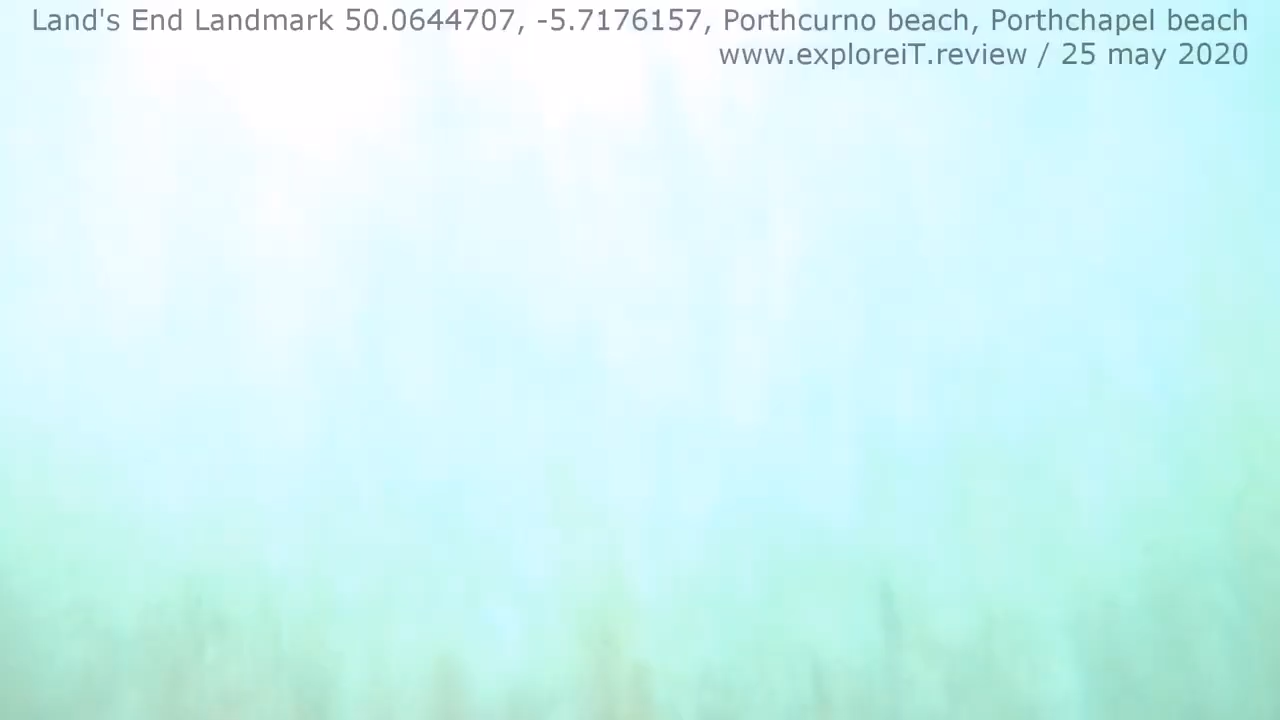 Land's End Landmark 50.0644707, -5.7176157, Porthcurno beach, Porthchapel beach
www.exploreiT.review / 25 may 2020